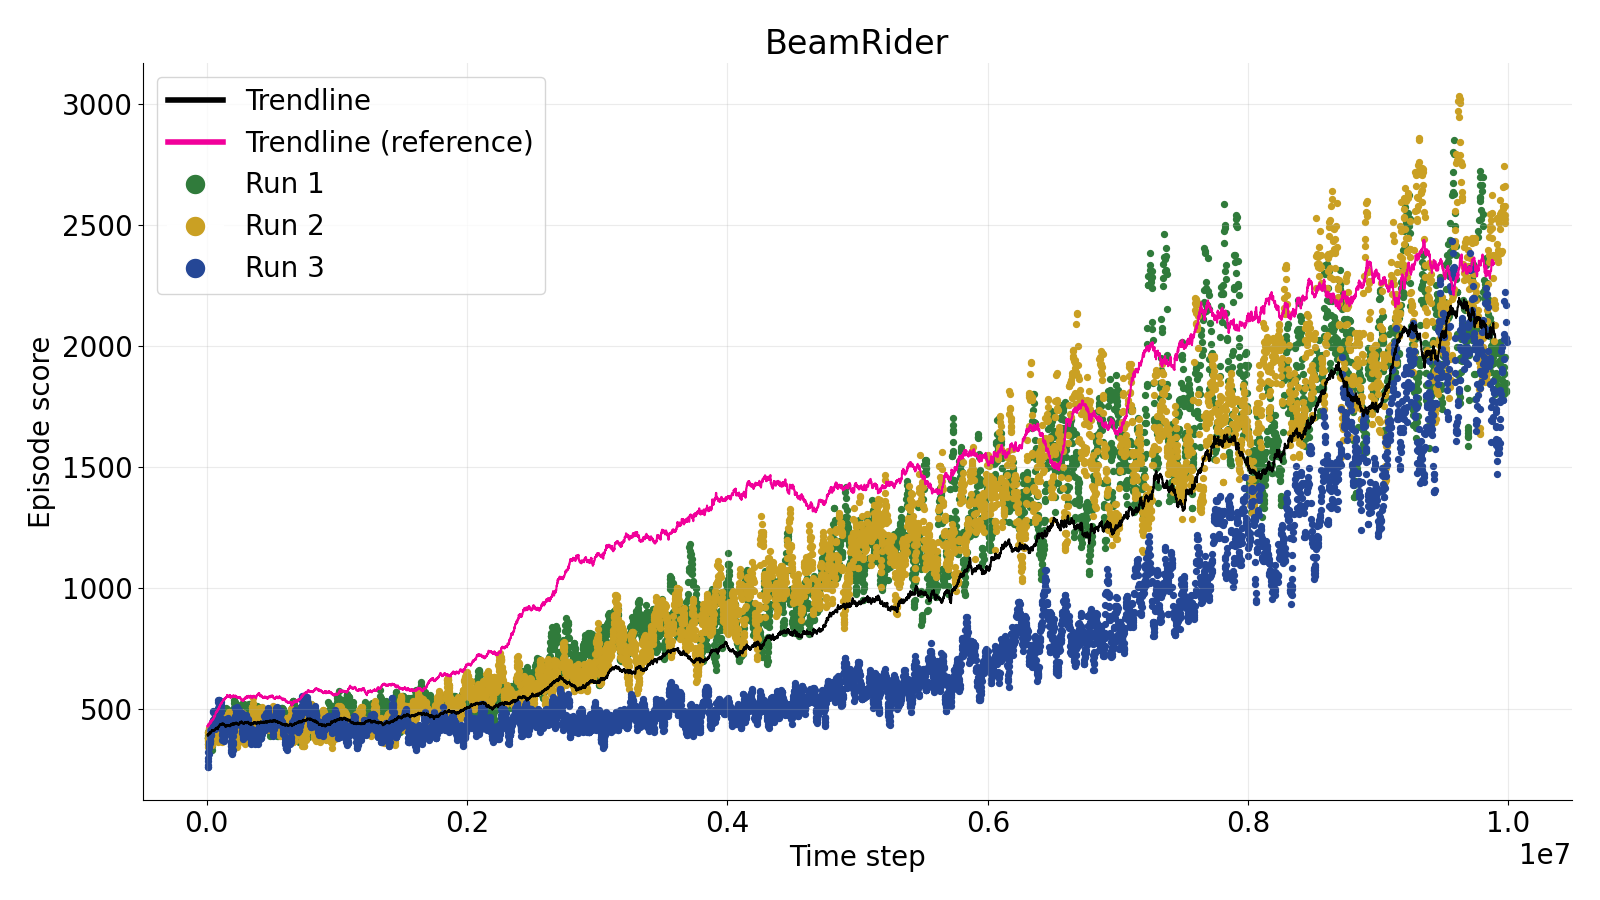 BeamRider
Trendline
Trendline (reference)
Run 1
Run 2
Run 3
Episode score
3000
2500
2000
1500
1000
500
0.0 0.2 0.4 0.6 0.8 1.0
Time step
1e7